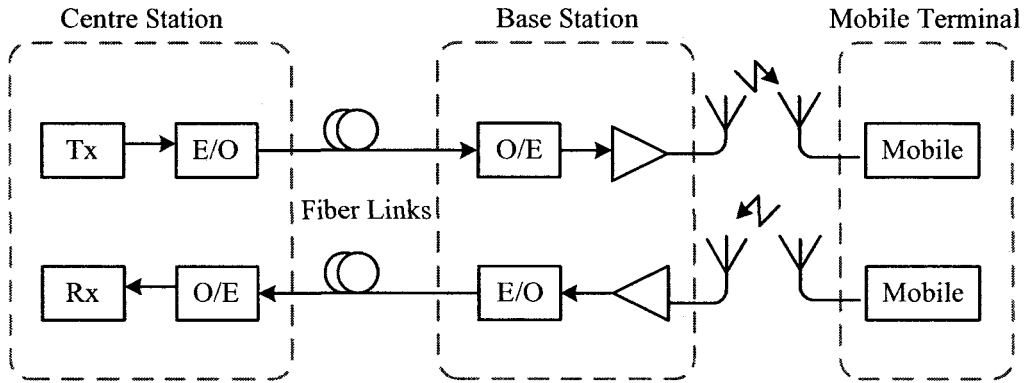 Centre Station
Base Station
Mobile Terminal
Tx
E/O
O/E
Mobile
Fiber Links
Rx
O/E
E/O
Mobile